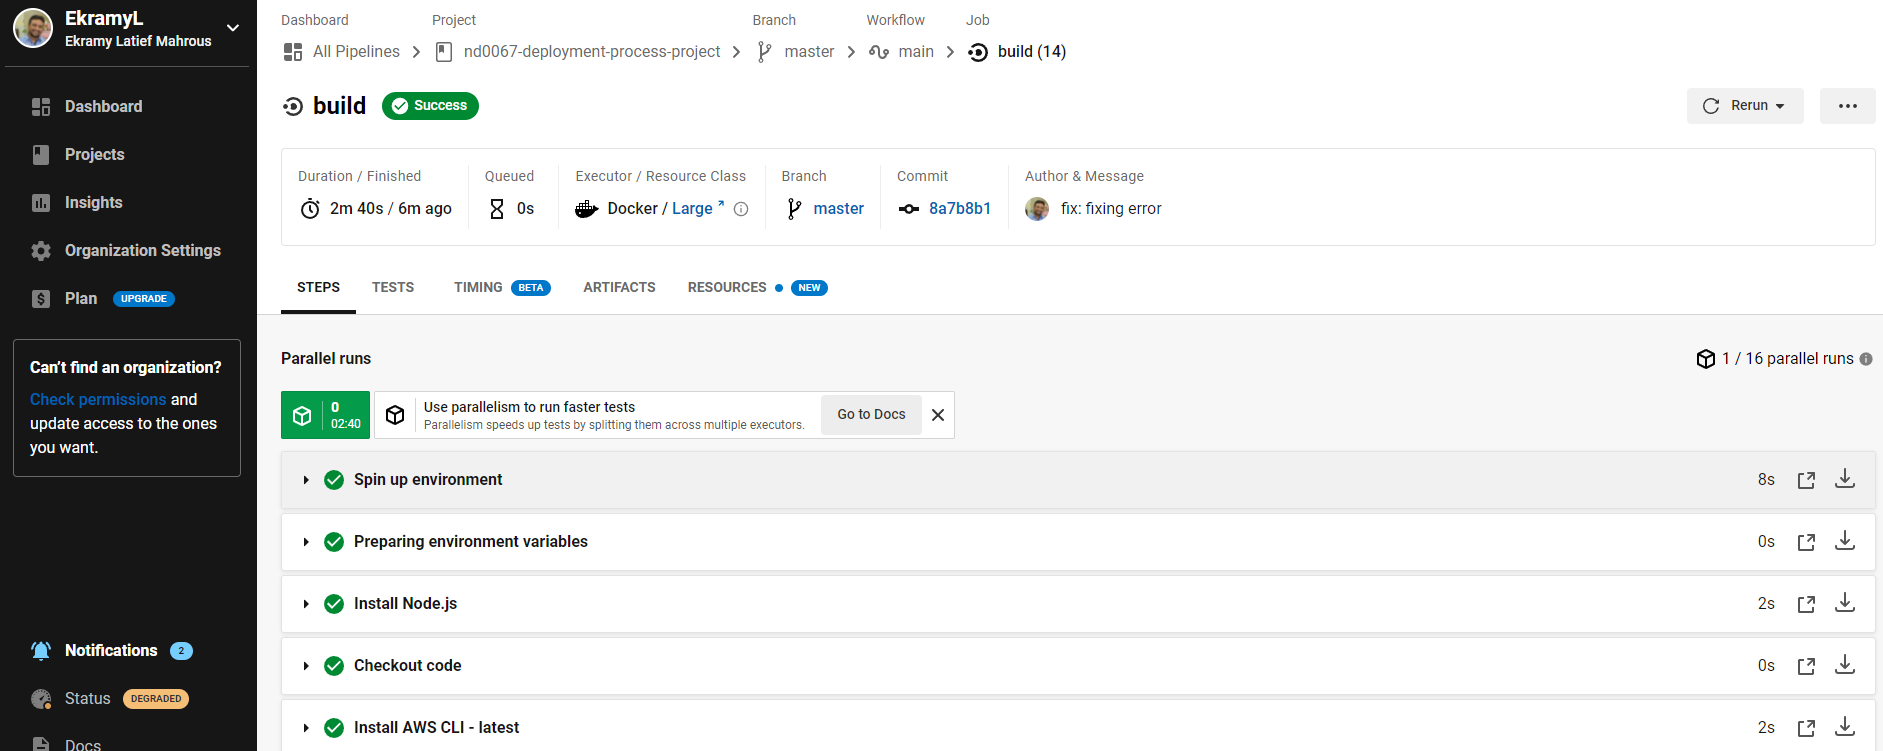 EkramyL
Ekramy Latief Mahrous
Dashboard
Projects
Insights
Organization Settings
Plan UPGRADE
Can't find an organization?
Check permissions and
update access to the ones
you want.
Notifications 2
Status DEGRADED
Docs
Dashboard Project Branch Workflow Job
All Pipelines nd0067-deployment-process-project master main build (14)
build Success
Rerun
Duration / Finished Queued Executor / Resource Class Branch Commit Author & Message
2m 40s / 6m ago 0s Docker / Large master 8a7b8b1 fix: fixing error
STEPS TESTS TIMING BETA ARTIFACTS RESOURCES NEW
Parallel runs
1 / 16 parallel runs
0
02:40
Use parallelism to run faster tests
Parallelism speeds up tests by splitting them across multiple executors.
Go to Docs
Spin up environment 8s
Preparing environment variables 0s
Install Node.js 2s
Checkout code 0s
Install AWS CLI - latest 2s